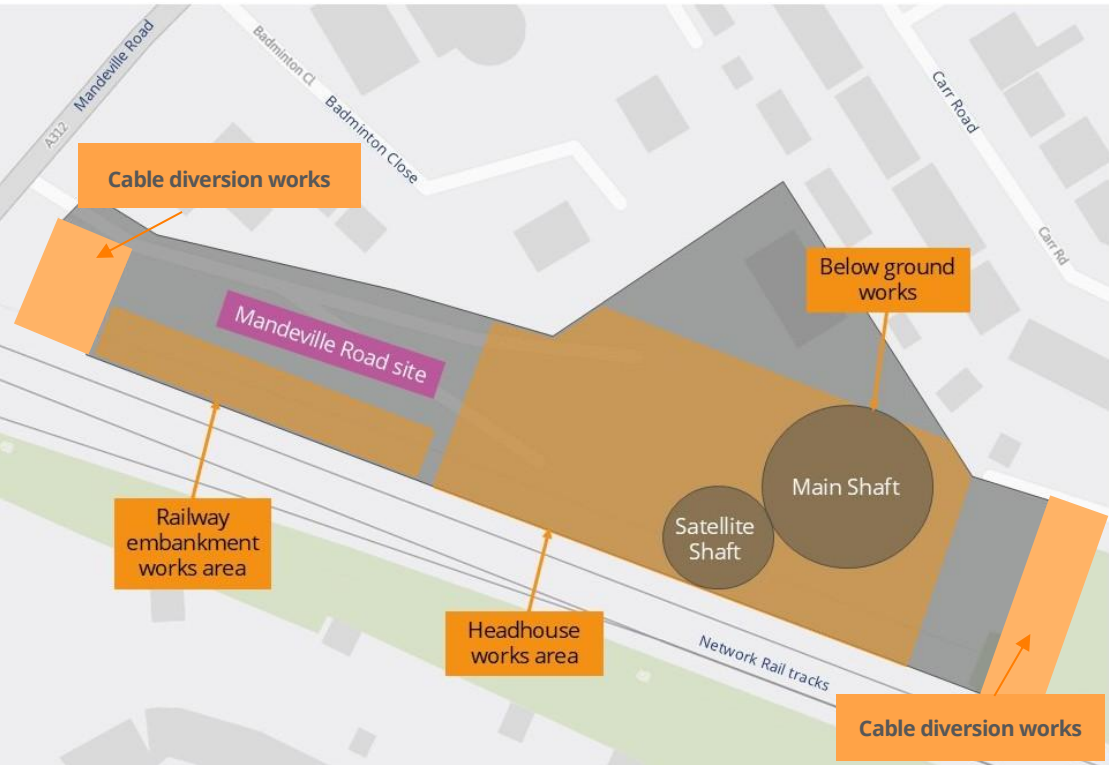 Mandeville Road
A312
Badminton Cl
Badminton Close
Carr Road
Carr Rd
Cable diversion works
Below ground
works
Mandeville Road site
Main Shaft
Satellite
Shaft
Railway
embankment
works area
Headhouse
works area
Network Rail tracks
Cable diversion works